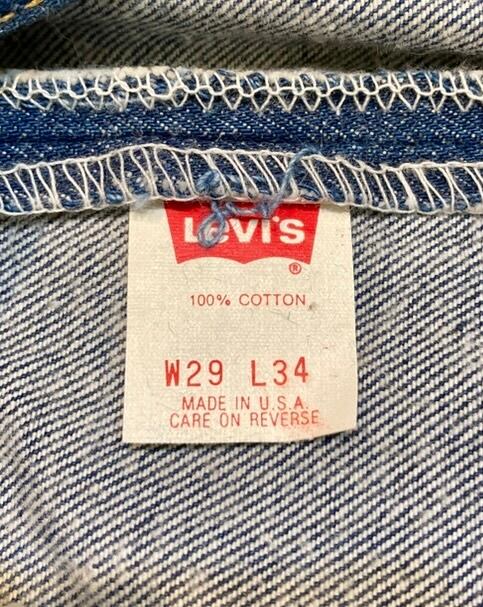 Levi's
®
100% COTTON
W29 L34
MADE IN U.S.A.
CARE ON REVERSE